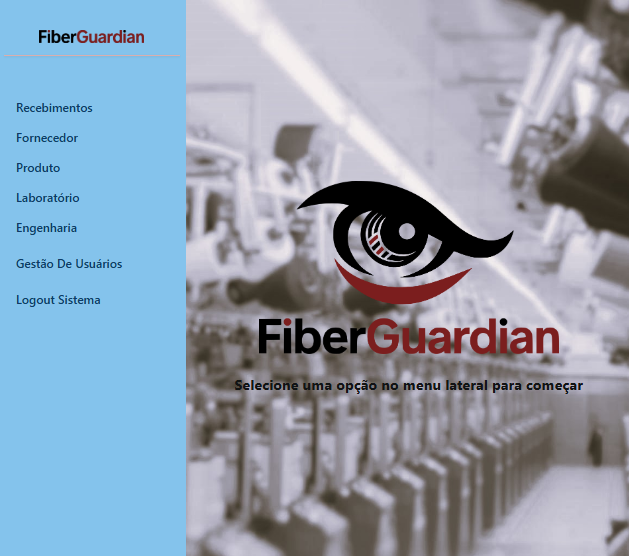 FiberGuardian
Recebimentos
Fornecedor
Produto
Laboratório
Engenharia
Gestão De Usuários
Logout Sistema
FiberGuardian
Selecione uma opção no menu lateral para começar